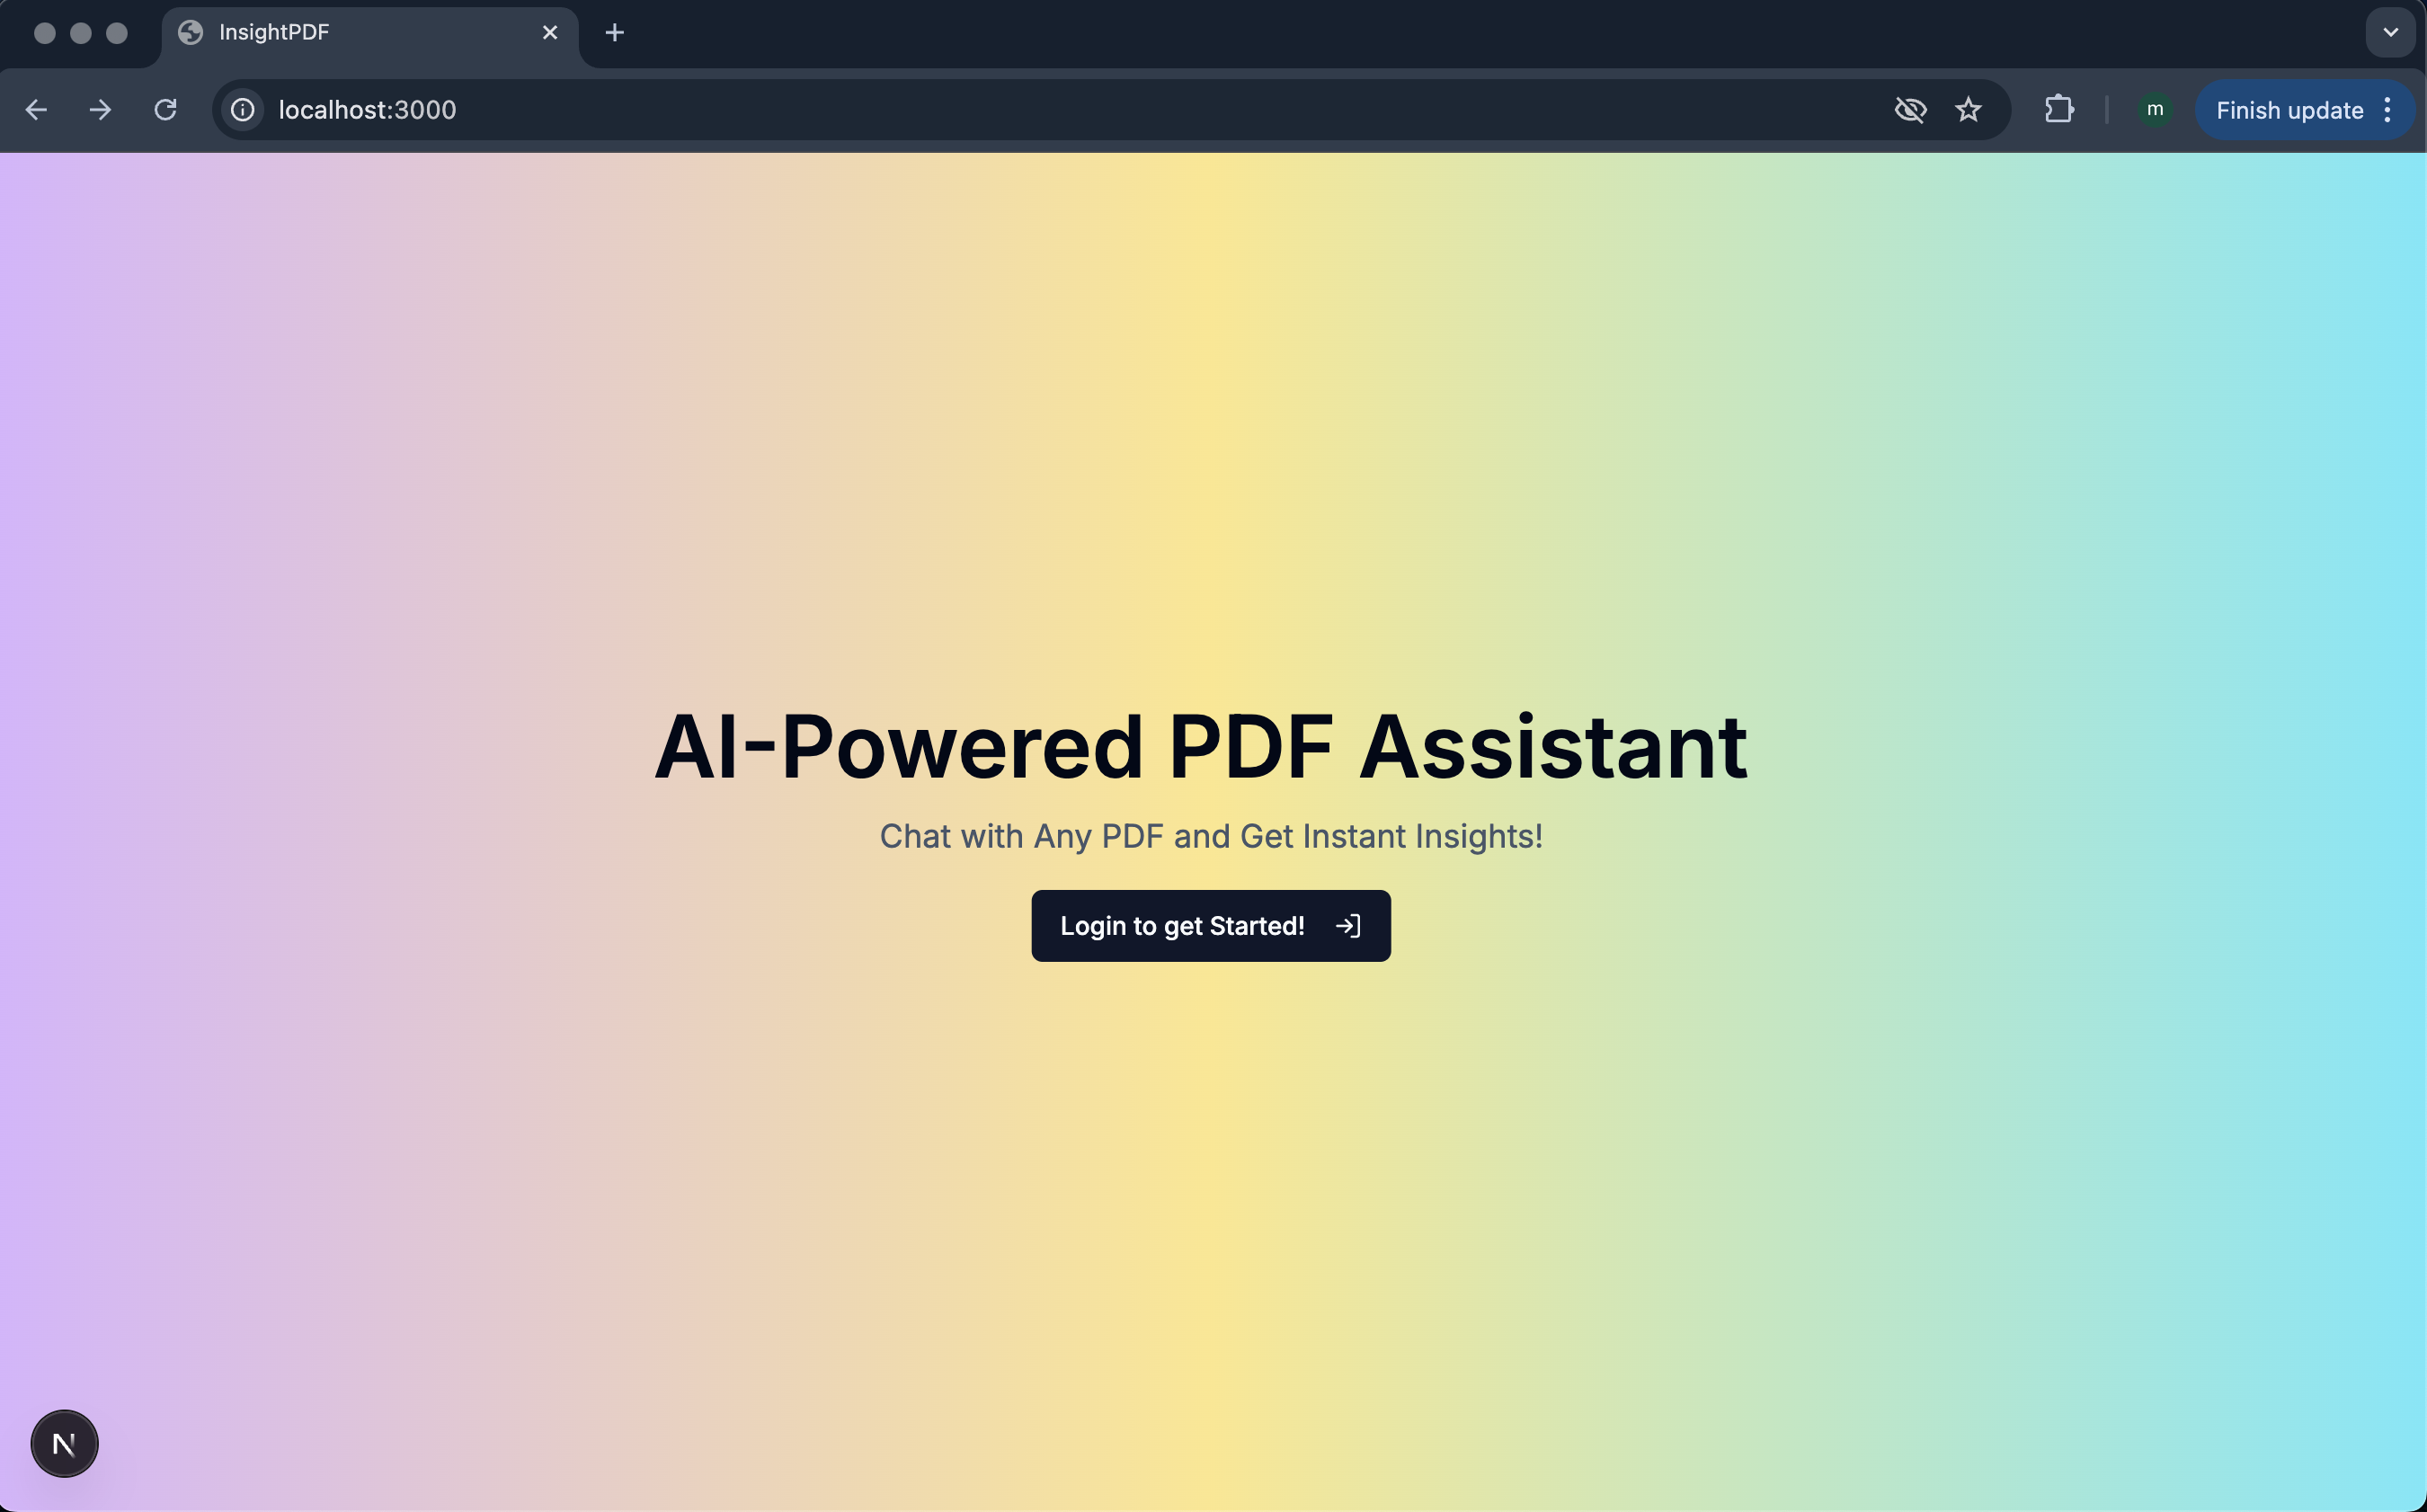 InsightPDF
localhost:3000
m
Finish update
AI-Powered PDF Assistant
Chat with Any PDF and Get Instant Insights!
Login to get Started!
N